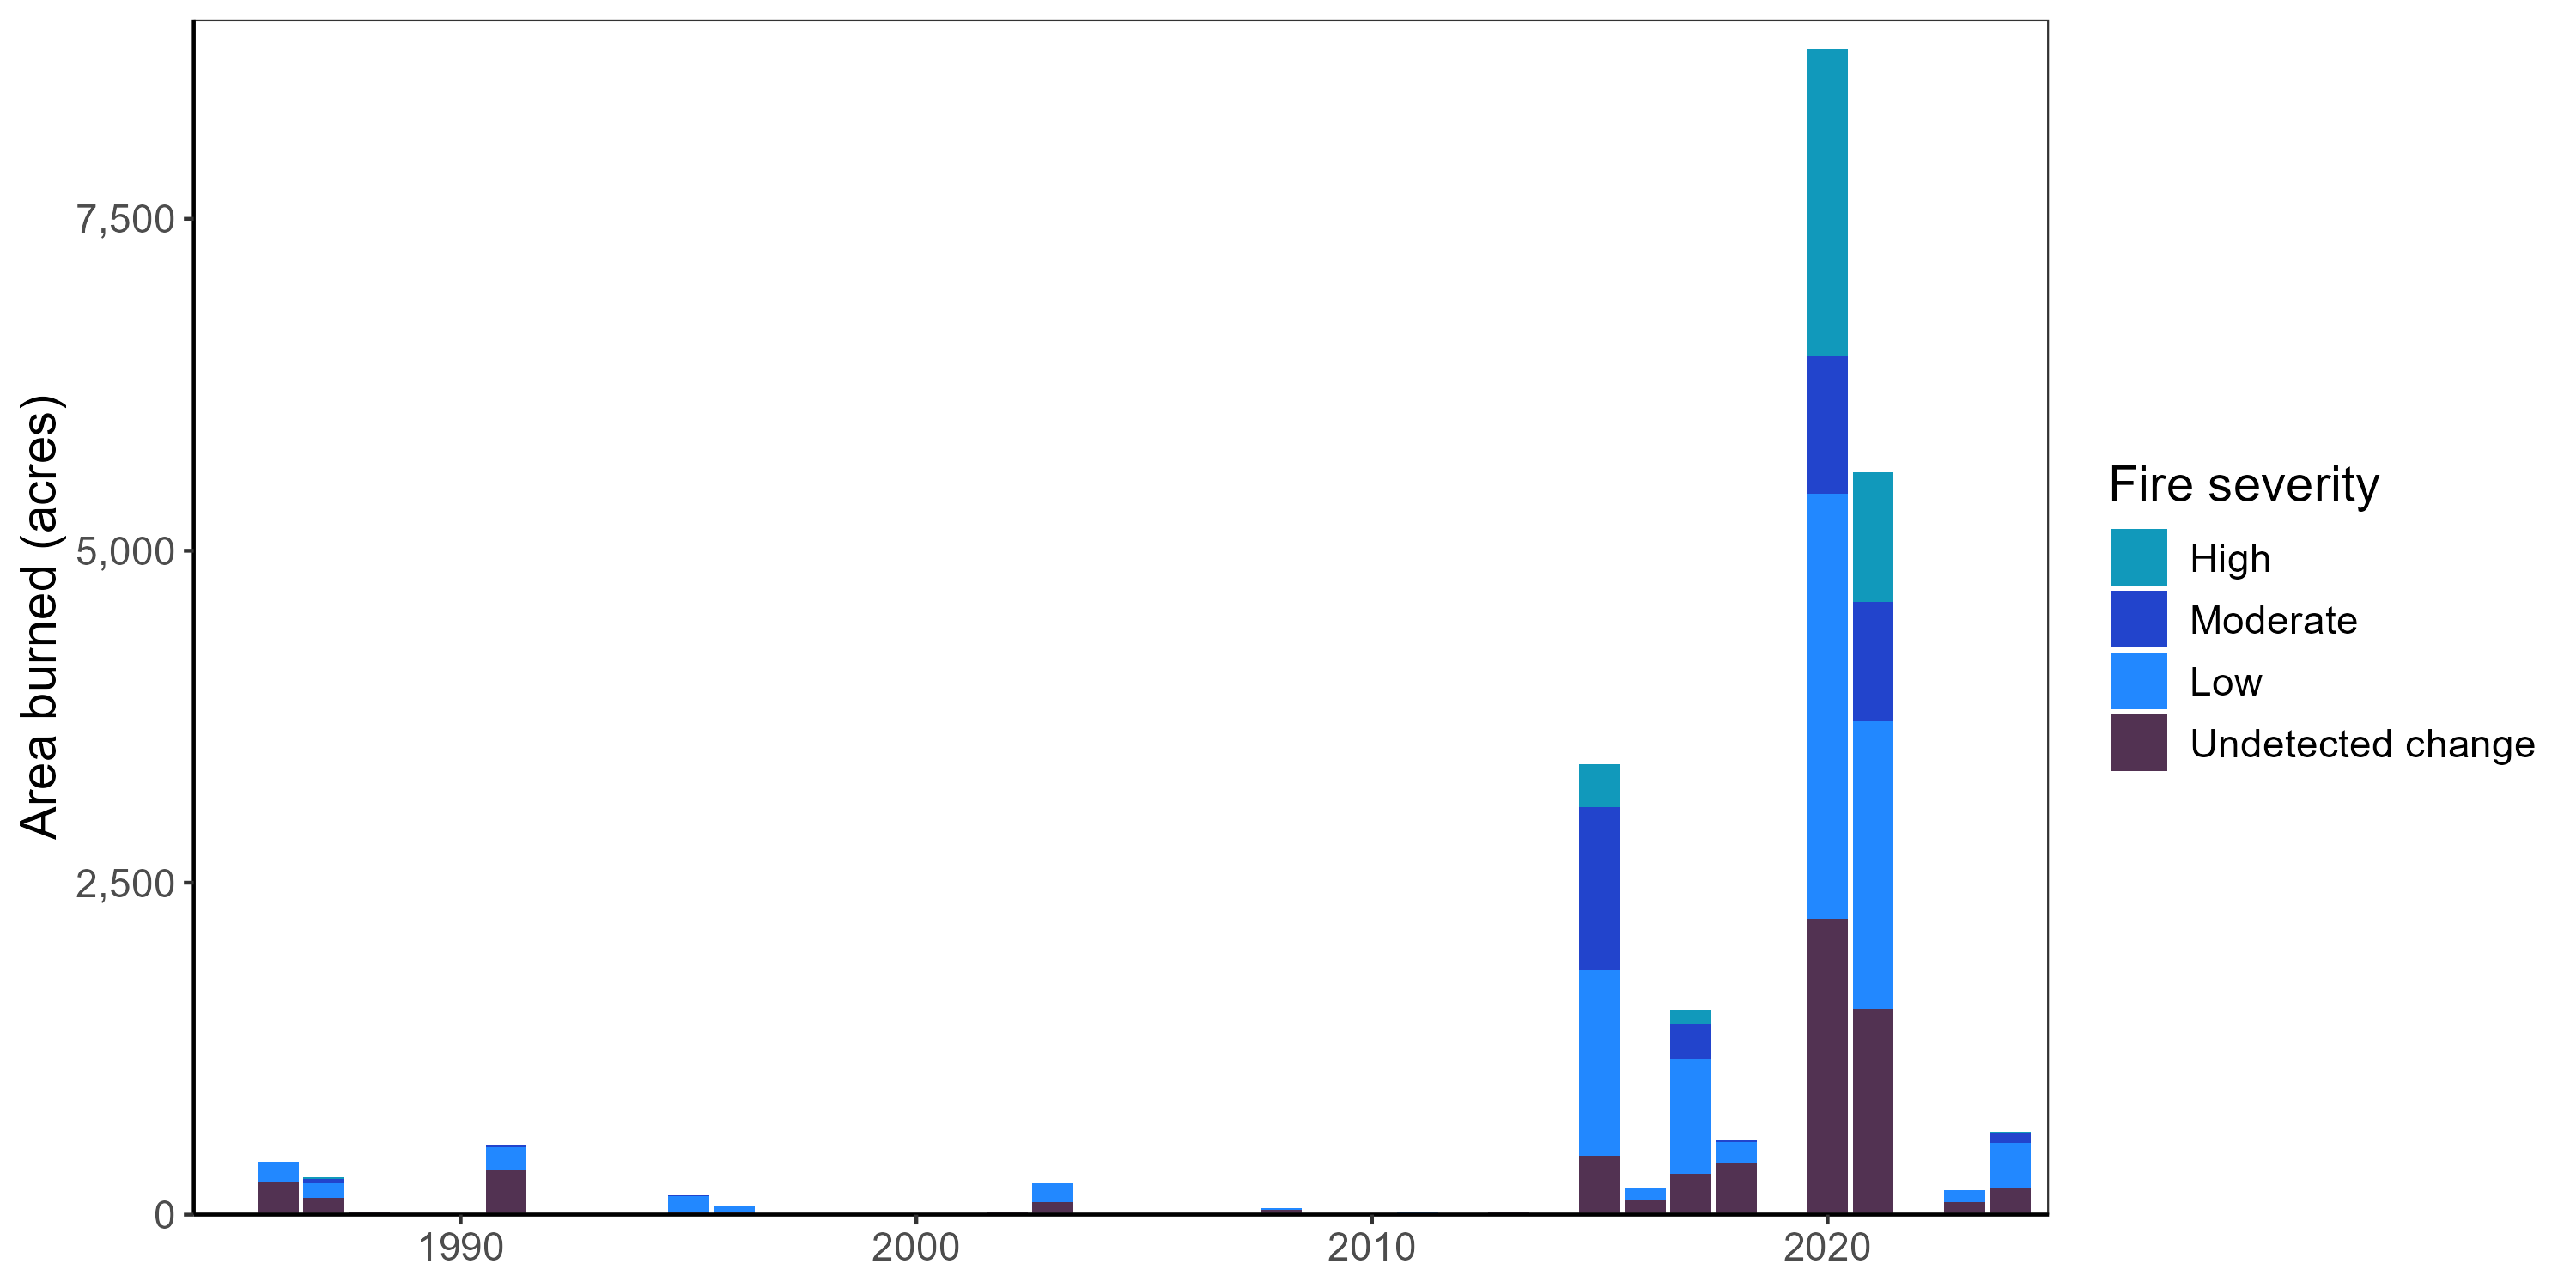 Area burned (acres)
7,500
5,000
2,500
0
1990
2000
2010
2020
Fire severity
High
Moderate
Low
Undetected change